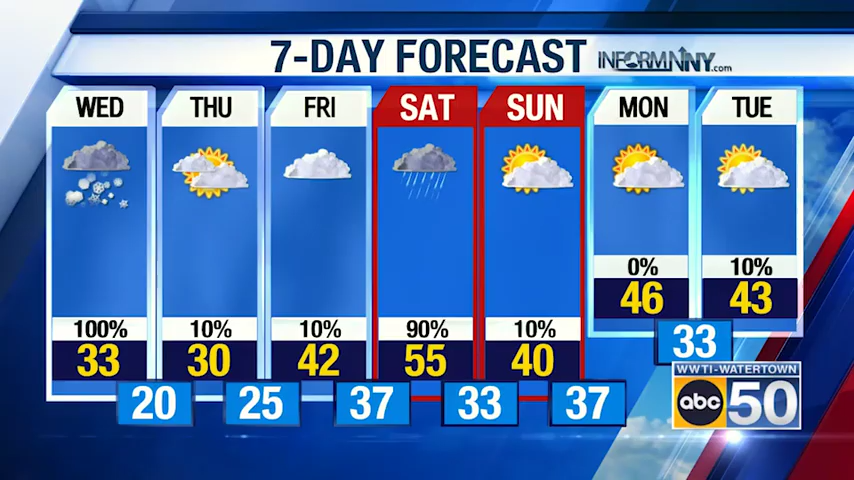 7-DAY FORECAST INFORMNNY.com
WED THU FRI SAT SUN MON TUE
0% 10%
46 43
100% 10% 10% 90% 10%
33 30 42 55 40
33
20 25 37 33 37
WWTI-WATERTOWN
abc 50